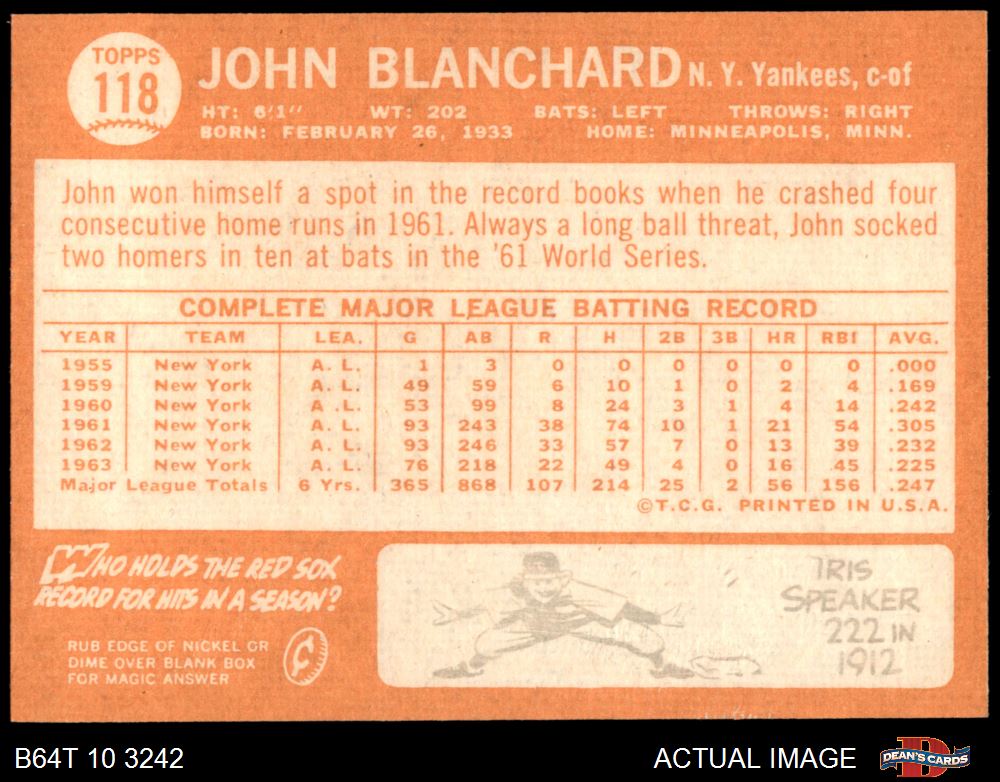 TOPPS
118
JOHN BLANCHARD N. Y. Yankees, c-of
HT: 6'1" WT: 202 BATS: LEFT THROWS: RIGHT
BORN: FEBRUARY 26, 1933 HOME: MINNEAPOLIS, MINN.
John won himself a spot in the record books when he crashed four
consecutive home runs in 1961. Always a long ball threat, John socked
two homers in ten at bats in the '61 World Series.
COMPLETE MAJOR LEAGUE BATTING RECORD
YEAR TEAM LEA. G AB R H 2B 3B HR RBI AVG.
1955 New York A. L. 1 3 0 0 0 0 0 0 .000
1959 New York A. L. 49 59 6 10 1 0 2 4 .169
1960 New York A .L. 53 99 8 24 3 1 4 14 .242
1961 New York A. L. 93 243 38 74 10 1 21 54 .305
1962 New York A. L. 93 246 33 57 7 0 13 39 .232
1963 New York A. L. 76 218 22 49 4 0 16 45 .225
Major League Totals 6 Yrs. 365 868 107 214 25 2 56 156 .247
©T.C.G. PRINTED IN U.S.A.
WHO HOLDS THE RED SOX
RECORD FOR HITS IN A SEASON?
RUB EDGE OF NICKEL OR
DIME OVER BLANK BOX
FOR MAGIC ANSWER
TRIS
SPEAKER
222 IN
1912
B64T 10 3242 ACTUAL IMAGE DEAN'S CARDS